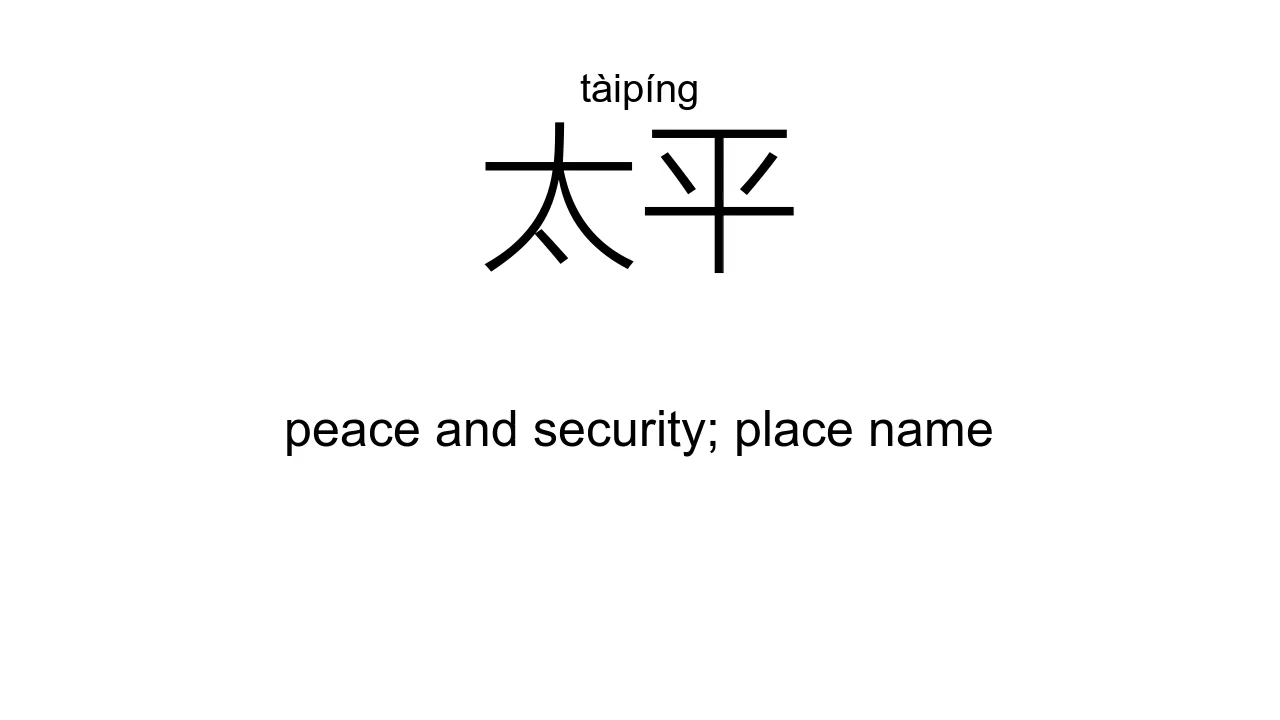 tàipíng
太平
peace and security; place name